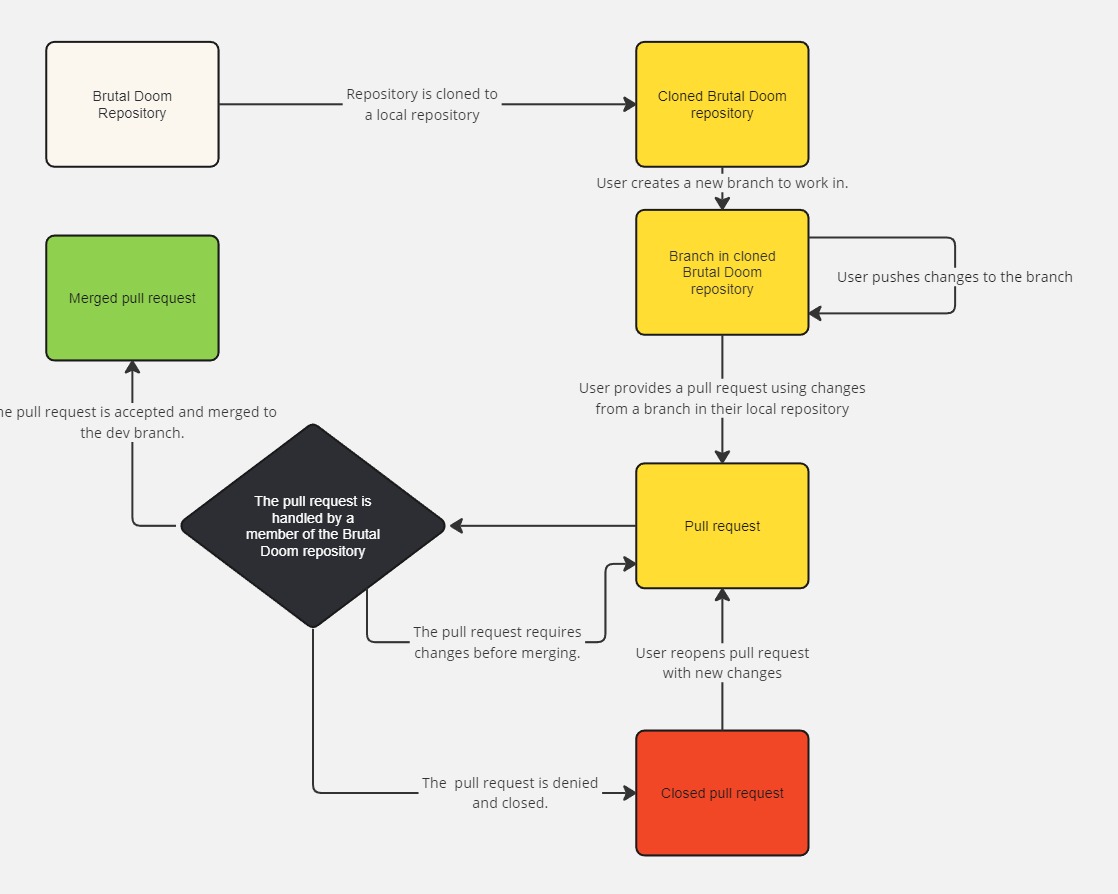 Brutal Doom
Repository
Repository is cloned to
a local repository
Cloned Brutal Doom
repository
User creates a new branch to work in.
Branch in cloned
Brutal Doom
repository
User pushes changes to the branch
Merged pull request
User provides a pull request using changes
from a branch in their local repository
pull request is accepted and merged to
the dev branch.
The pull request is
handled by a
member of the Brutal
Doom repository
Pull request
The pull request requires
changes before merging.
User reopens pull request
with new changes
The  pull request is denied
and closed.
Closed pull request